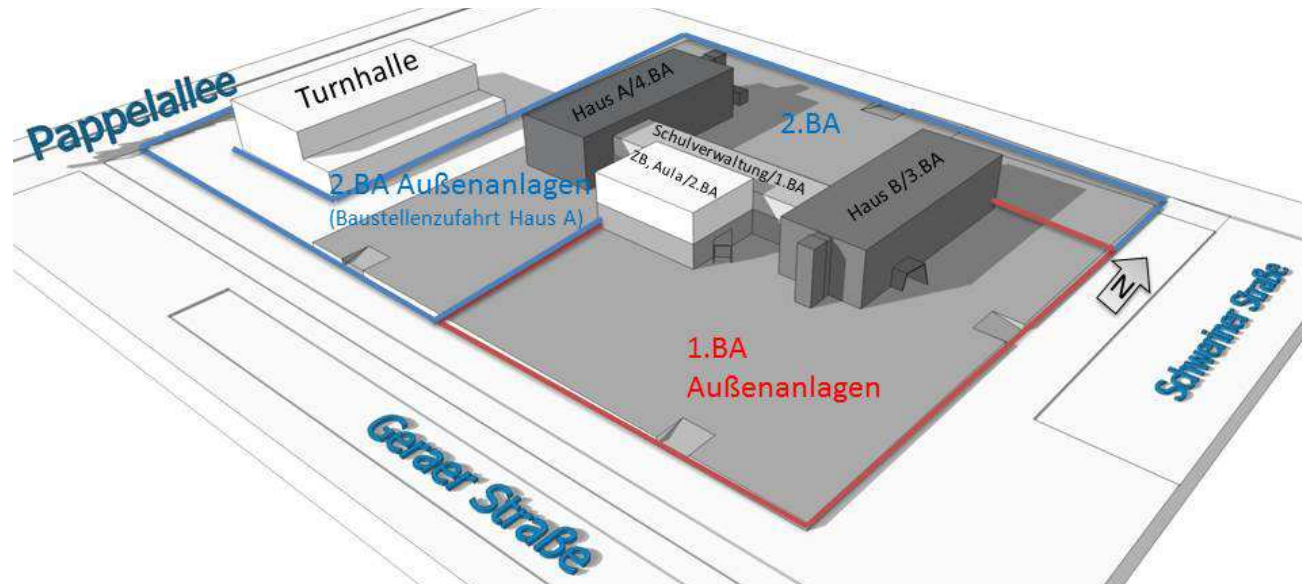 Pappelallee
Turnhalle
Haus A/4.BA
2.BA
Schulverwaltung/1.BA
ZB, Aula/2.BA
Haus B/3.BA
2.BA Außenanlagen
(Baustellenzufahrt Haus A)
N
Schweriner Straße
1.BA
Außenanlagen
Geraer Straße